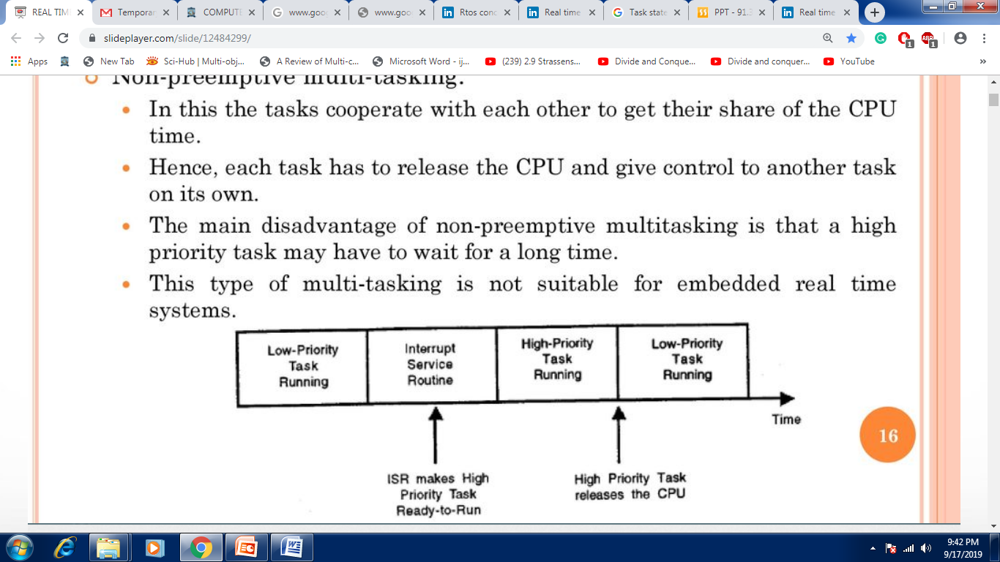 REAL TIM
Temporar
COMPUTE
www.goo
www.goo
Rtos conc
Real time
Task state
PPT - 91.3
Real time
slideplayer.com/slide/12484299/
1
1
Apps
New Tab
Sci-Hub | Multi-obj...
A Review of Multi-c...
Microsoft Word - ij...
(239) 2.9 Strassens...
Divide and Conque...
Divide and conquer...
YouTube
»
Non-preemptive multi-tasking:
• In this the tasks cooperate with each other to get their share of the CPU
time.
• Hence, each task has to release the CPU and give control to another task
on its own.
• The main disadvantage of non-preemptive multitasking is that a high
priority task may have to wait for a long time.
• This type of multi-tasking is not suitable for embedded real time
systems.
Low-Priority
Task
Running
Interrupt
Service
Routine
High-Priority
Task
Running
Low-Priority
Task
Running
Time
ISR makes High
Priority Task
Ready-to-Run
High Priority Task
releases the CPU
16
9:42 PM
9/17/2019